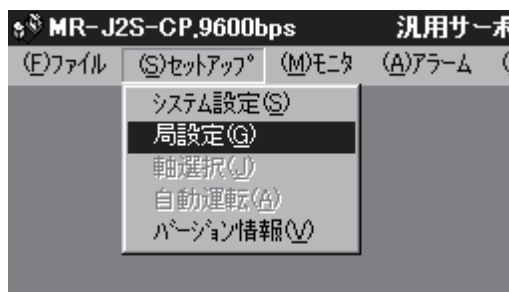 MR-J2S-CP,9600bps 汎用サー
(F)ファイル (S)セットアップ (M)モニタ (A)アラーム (
システム設定(S)
局設定(G)
軸選択(J)
自動運転(A)
バージョン情報(V)